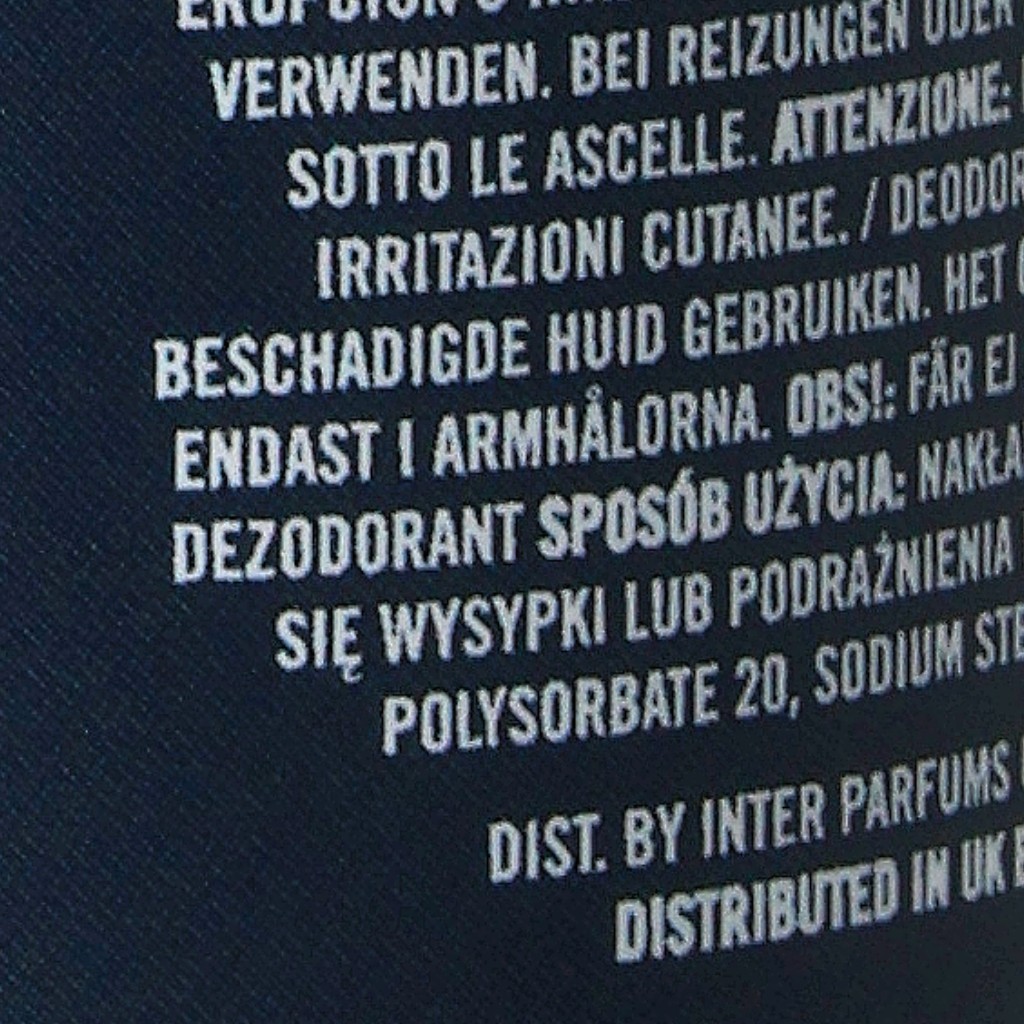 VERWENDEN. BEI REIZUNGEN ODER
SOTTO LE ASCELLE. ATTENZIONE:
IRRITAZIONI CUTANEE. / DEODOR
BESCHADIGDE HUID GEBRUIKEN. HET
ENDAST I ARMHÅLORNA. OBS!: FÄR EJ
DEZODORANT SPOSÓB UŻYCIA: NAKŁA
SIĘ WYSYPKI LUB PODRAŻNIENIA
POLYSORBATE 20, SODIUM STE
DIST. BY INTER PARFUMS
DISTRIBUTED IN UK